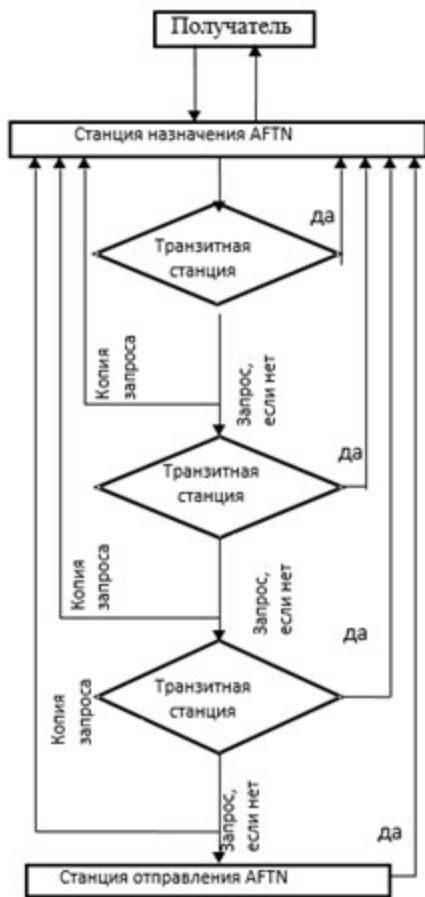 Получатель
Станция назначения AFTN
да
Транзитная
станция
Копия
запроса
Запрос,
если нет
да
Транзитная
станция
Копия
запроса
Запрос,
если нет
да
Транзитная
станция
Копия
запроса
Запрос,
если нет
да
Станция отправления AFTN